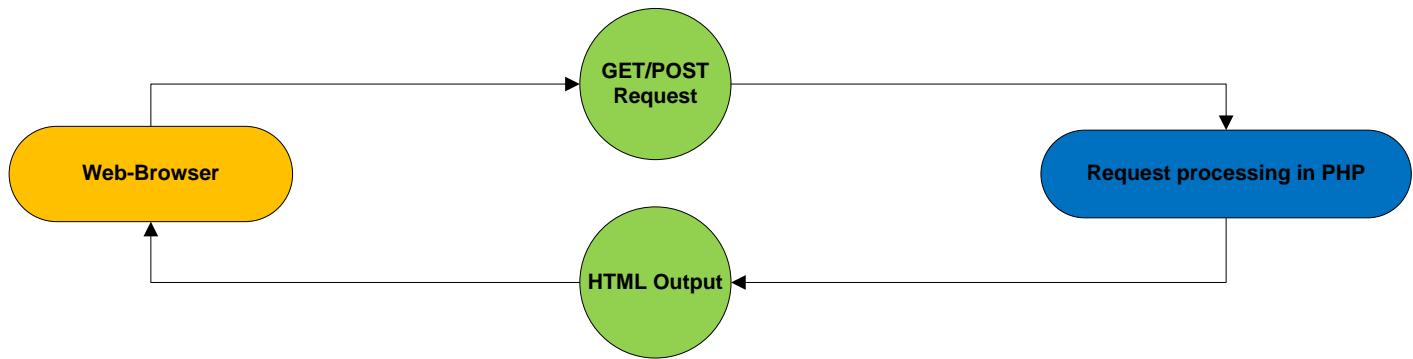 GET/POST
Request
Web-Browser
Request processing in PHP
HTML Output